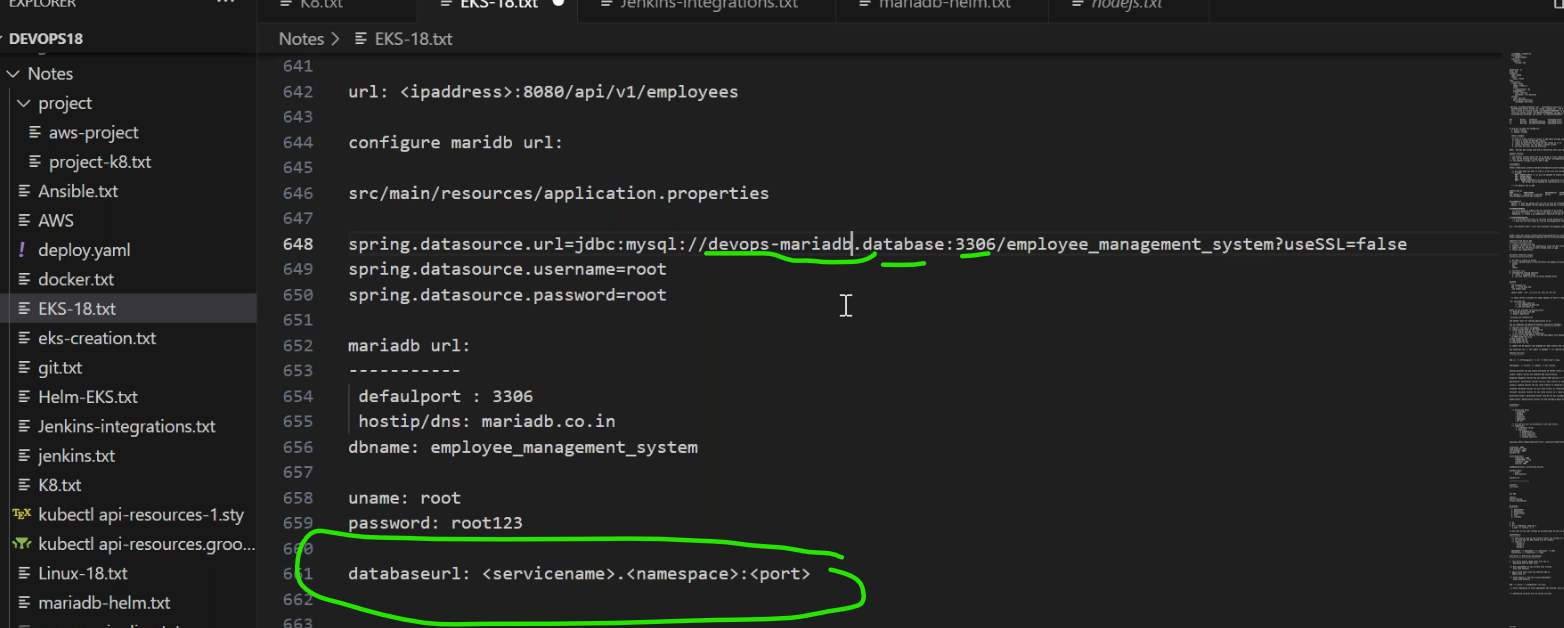 EXPLORER
K8.txt
EKS-18.txt
Jenkins-integrations.txt
mariadb-helm.txt
nodejs.txt
DEVOPS18
Notes > EKS-18.txt
Notes
project
aws-project
project-k8.txt
Ansible.txt
AWS
deploy.yaml
docker.txt
EKS-18.txt
eks-creation.txt
git.txt
Helm-EKS.txt
Jenkins-integrations.txt
jenkins.txt
K8.txt
TEX kubectl api-resources-1.sty
kubectl api-resources.groo...
Linux-18.txt
mariadb-helm.txt
641
642 url: <ipaddress>:8080/api/v1/employees
643
644 configure maridb url:
645
646 src/main/resources/application.properties
647
648 spring.datasource.url=jdbc:mysql://devops-mariadb.database:3306/employee_management_system?useSSL=false
649 spring.datasource.username=root
650 spring.datasource.password=root
651
652 mariadb url:
653 -----------
654 defaulport : 3306
655 hostip/dns: mariadb.co.in
656 dbname: employee_management_system
657
658 uname: root
659 password: root123
660
661 databaseurl: <servicename>.<namespace>:<port>
662
663